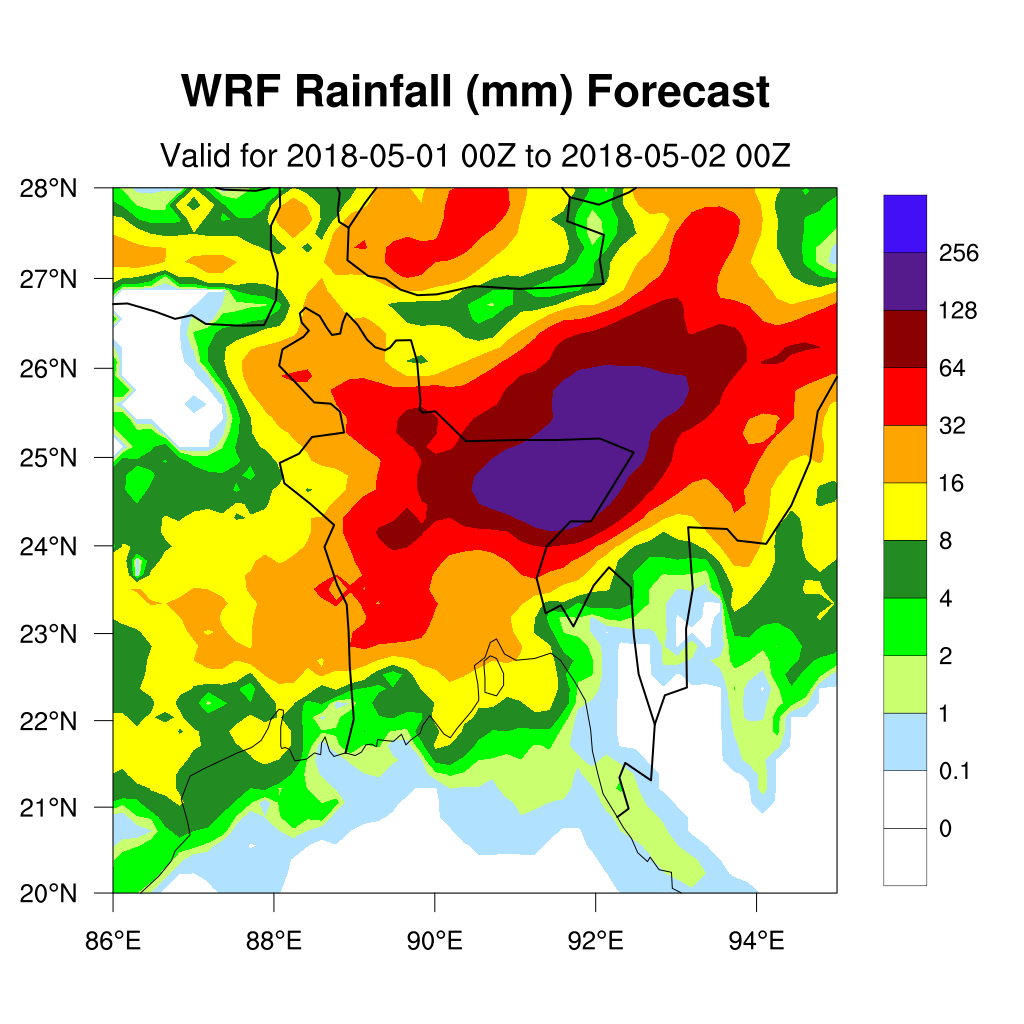 WRF Rainfall (mm) Forecast
Valid for 2018-05-01 00Z to 2018-05-02 00Z
28°N
27°N
26°N
25°N
24°N
23°N
22°N
21°N
20°N
86°E
88°E
90°E
92°E
94°E
256
128
64
32
16
8
4
2
1
0.1
0